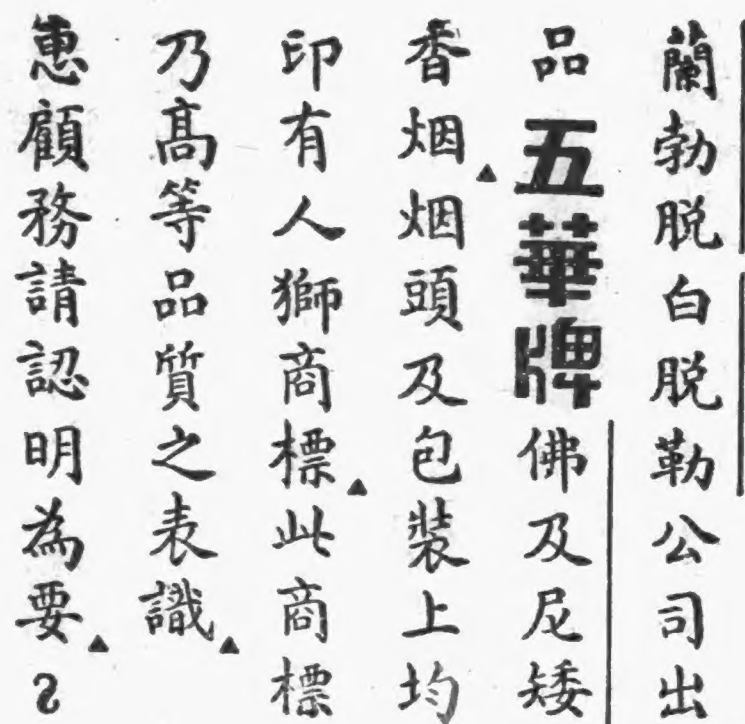 蘭勃脱白脱勒公司出
品五華牌佛及尼矮
香烟▲烟頭及包裝上均
印有人獅商標▲此商標
乃高等品質之表識▲
惠顧務請認明為要▲